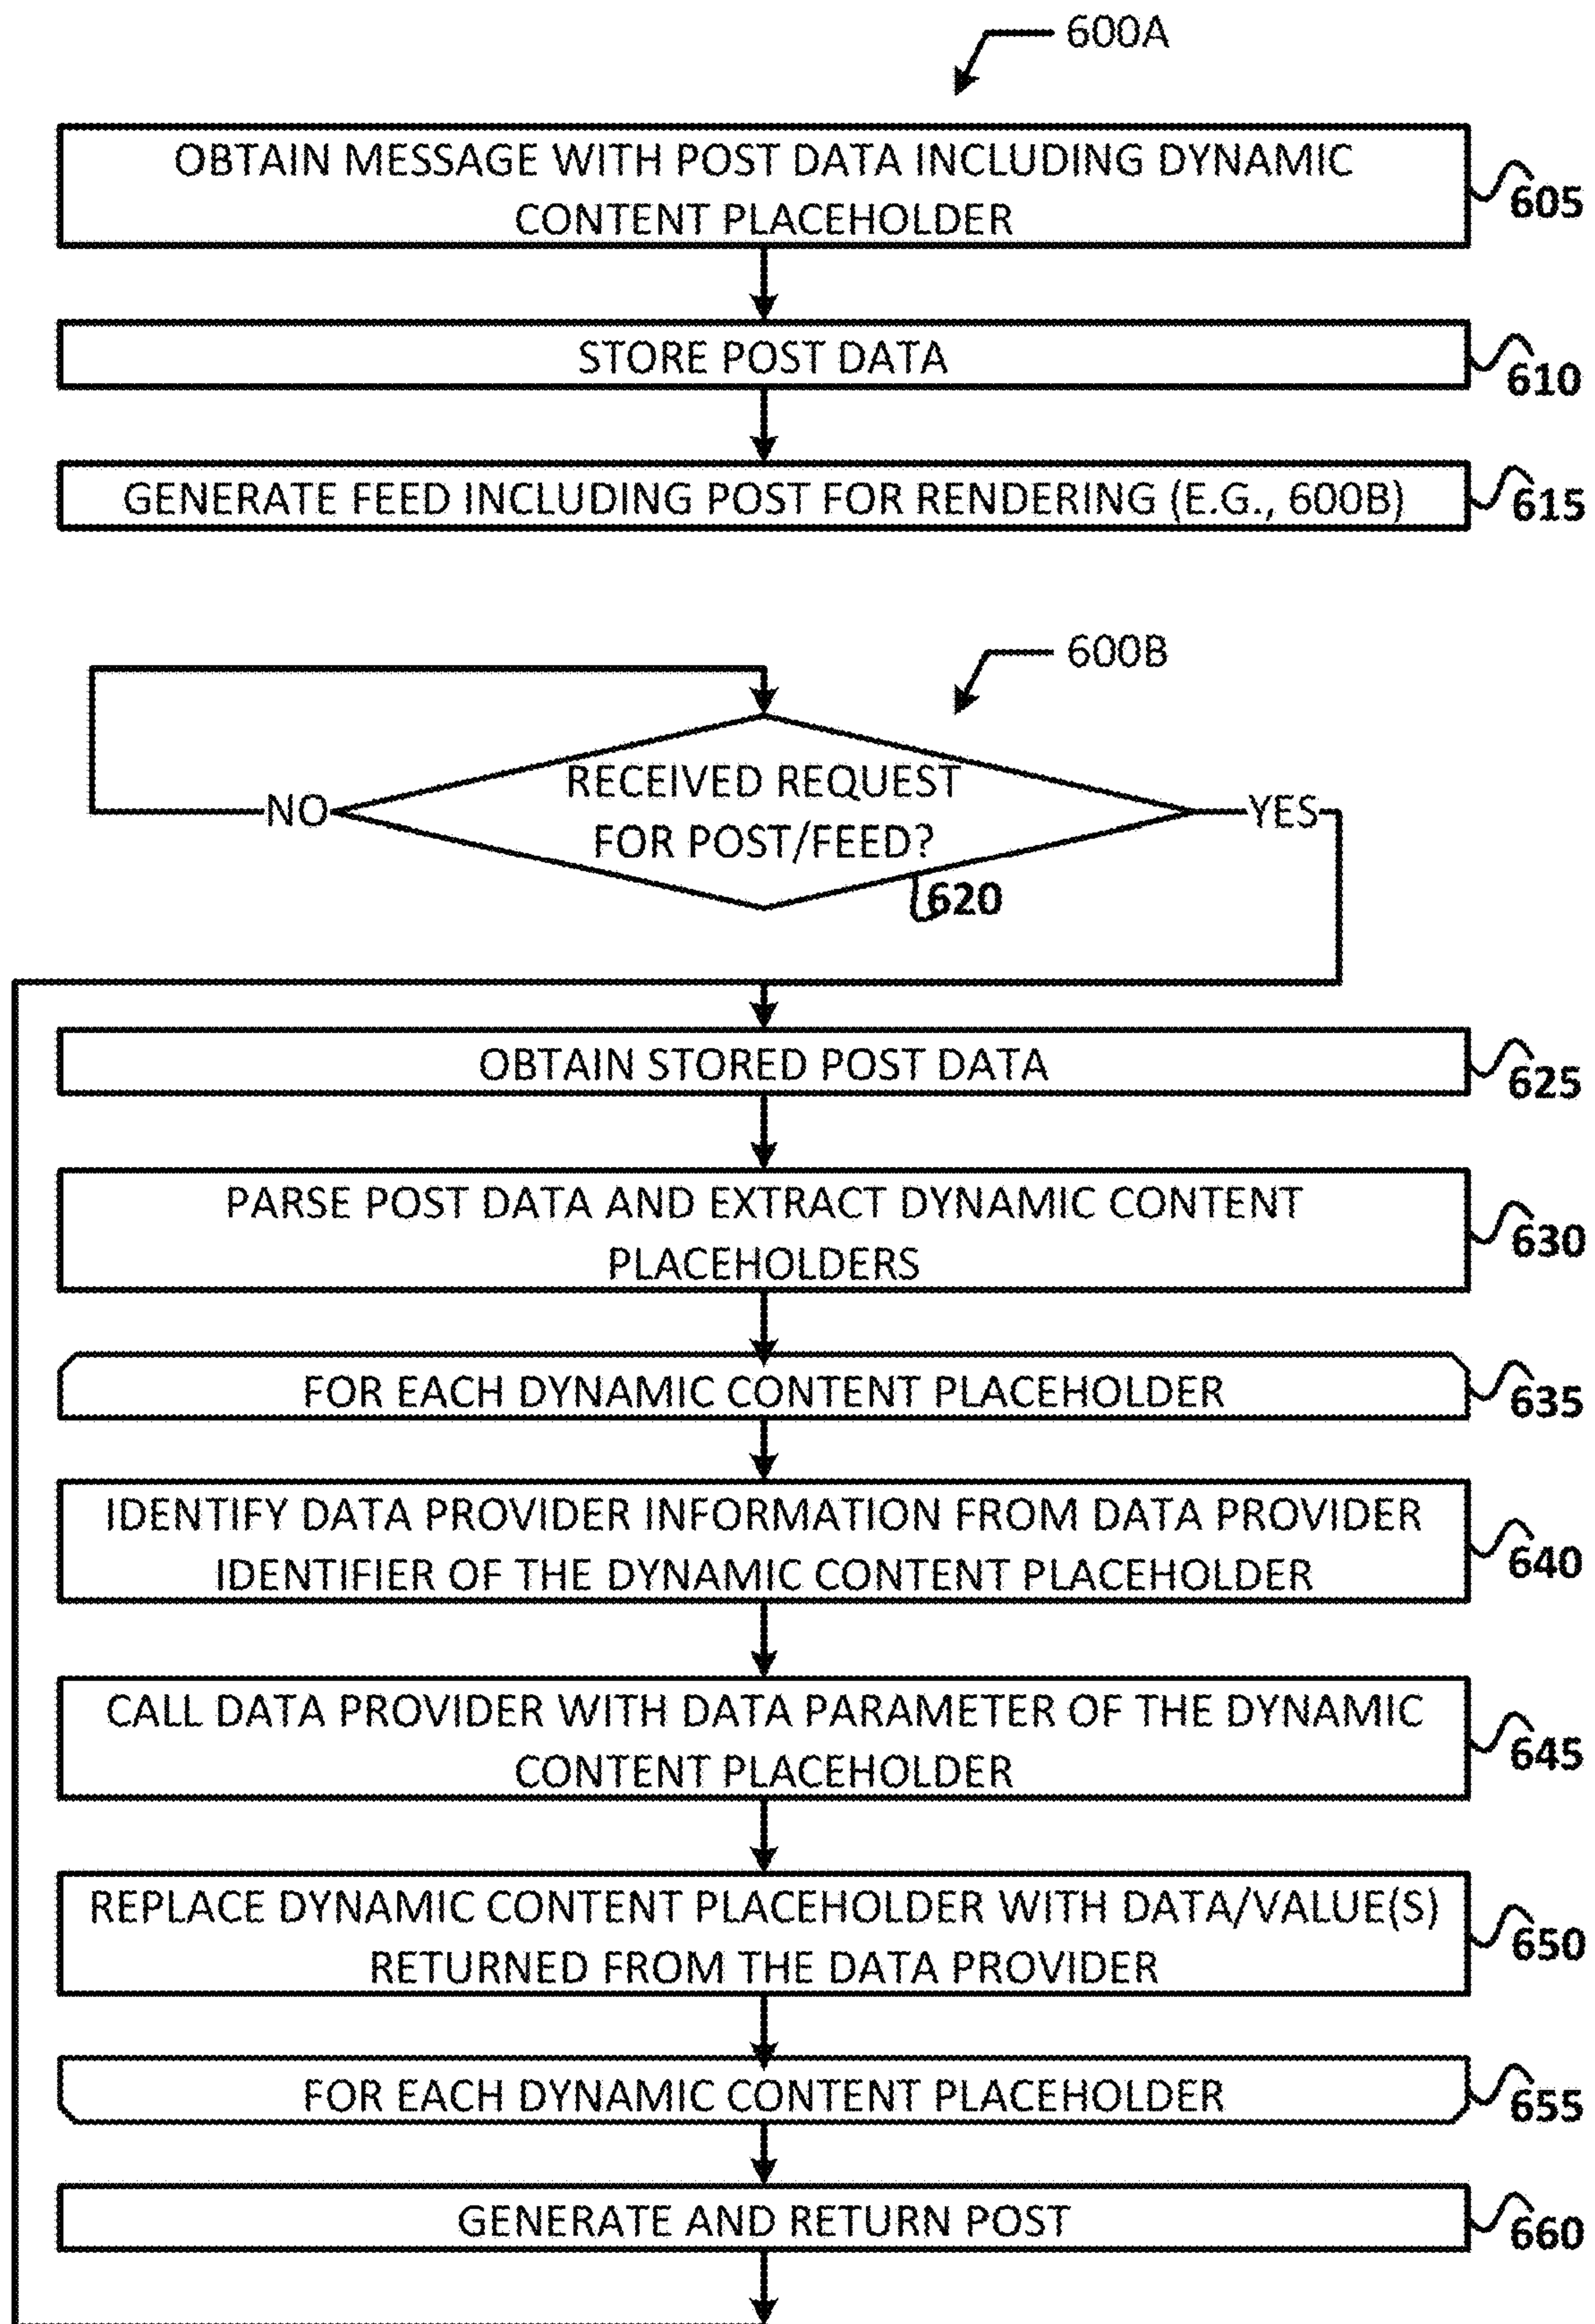 600A
OBTAIN MESSAGE WITH POST DATA INCLUDING DYNAMIC
CONTENT PLACEHOLDER
605
STORE POST DATA
610
GENERATE FEED INCLUDING POST FOR RENDERING (E.G., 600B)
615
600B
RECEIVED REQUEST
FOR POST/FEED?
NO
YES
620
OBTAIN STORED POST DATA
625
PARSE POST DATA AND EXTRACT DYNAMIC CONTENT
PLACEHOLDERS
630
FOR EACH DYNAMIC CONTENT PLACEHOLDER
635
IDENTIFY DATA PROVIDER INFORMATION FROM DATA PROVIDER
IDENTIFIER OF THE DYNAMIC CONTENT PLACEHOLDER
640
CALL DATA PROVIDER WITH DATA PARAMETER OF THE DYNAMIC
CONTENT PLACEHOLDER
645
REPLACE DYNAMIC CONTENT PLACEHOLDER WITH DATA/VALUE(S)
RETURNED FROM THE DATA PROVIDER
650
FOR EACH DYNAMIC CONTENT PLACEHOLDER
655
GENERATE AND RETURN POST
660